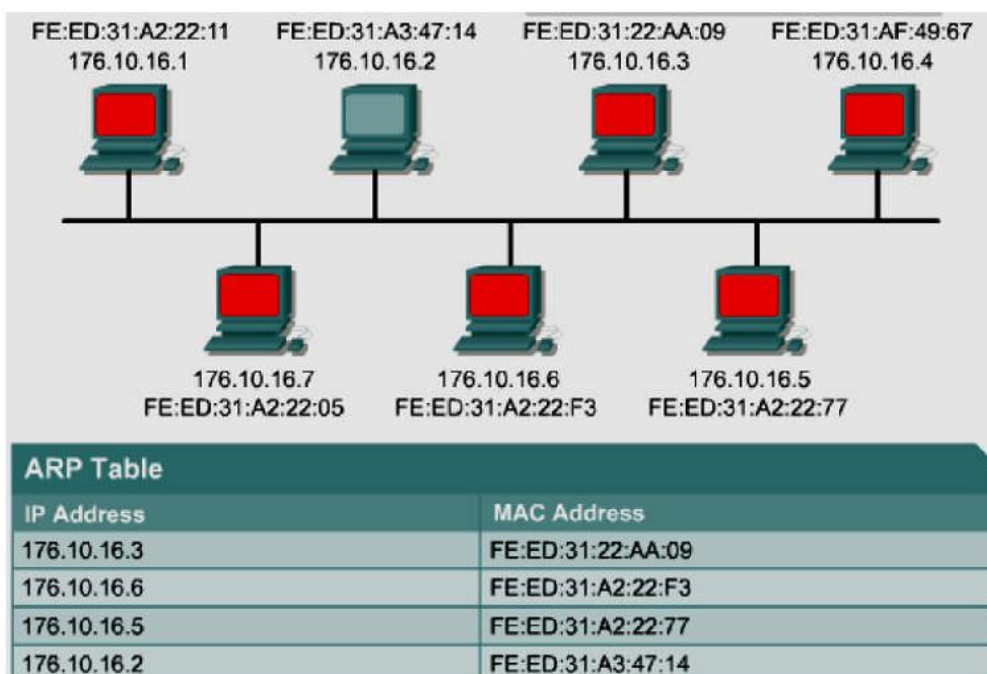 FE:ED:31:A2:22:11 FE:ED:31:A3:47:14 FE:ED:31:22:AA:09 FE:ED:31:AF:49:67
176.10.16.1 176.10.16.2 176.10.16.3 176.10.16.4
176.10.16.7 176.10.16.6 176.10.16.5
FE:ED:31:A2:22:05 FE:ED:31:A2:22:F3 FE:ED:31:A2:22:77
ARP Table
IP Address MAC Address
176.10.16.3 FE:ED:31:22:AA:09
176.10.16.6 FE:ED:31:A2:22:F3
176.10.16.5 FE:ED:31:A2:22:77
176.10.16.2 FE:ED:31:A3:47:14